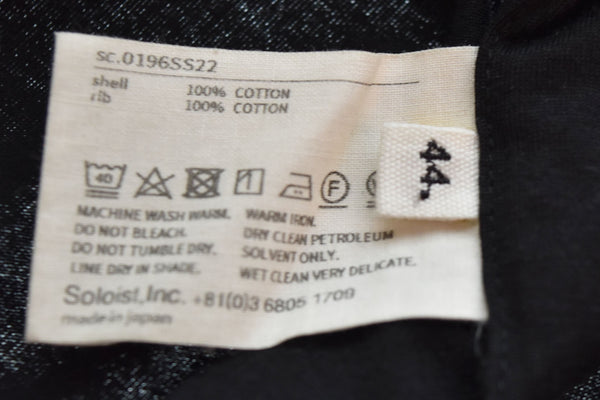 sc.0196SS22
shell 100% COTTON
rib 100% COTTON
40
F
44.
MACHINE WASH WARM. WARM IRON.
DO NOT BLEACH. DRY CLEAN PETROLEUM
DO NOT TUMBLE DRY. SOLVENT ONLY.
LINE DRY IN SHADE. WET CLEAN VERY DELICATE.
Soloist,Inc. +81(0)3 6805 1709
made in japan